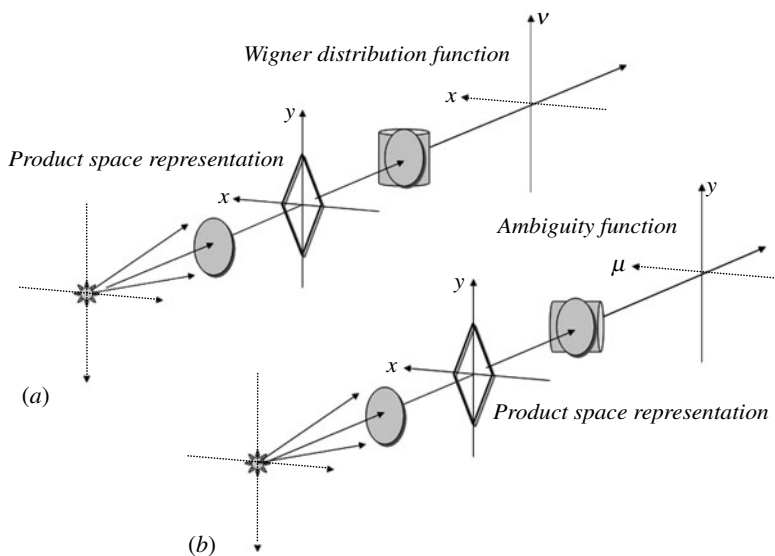 ν
Wigner distribution function
x
y
Product space representation
x
y
Ambiguity function
μ
y
x
(a)
Product space representation
(b)